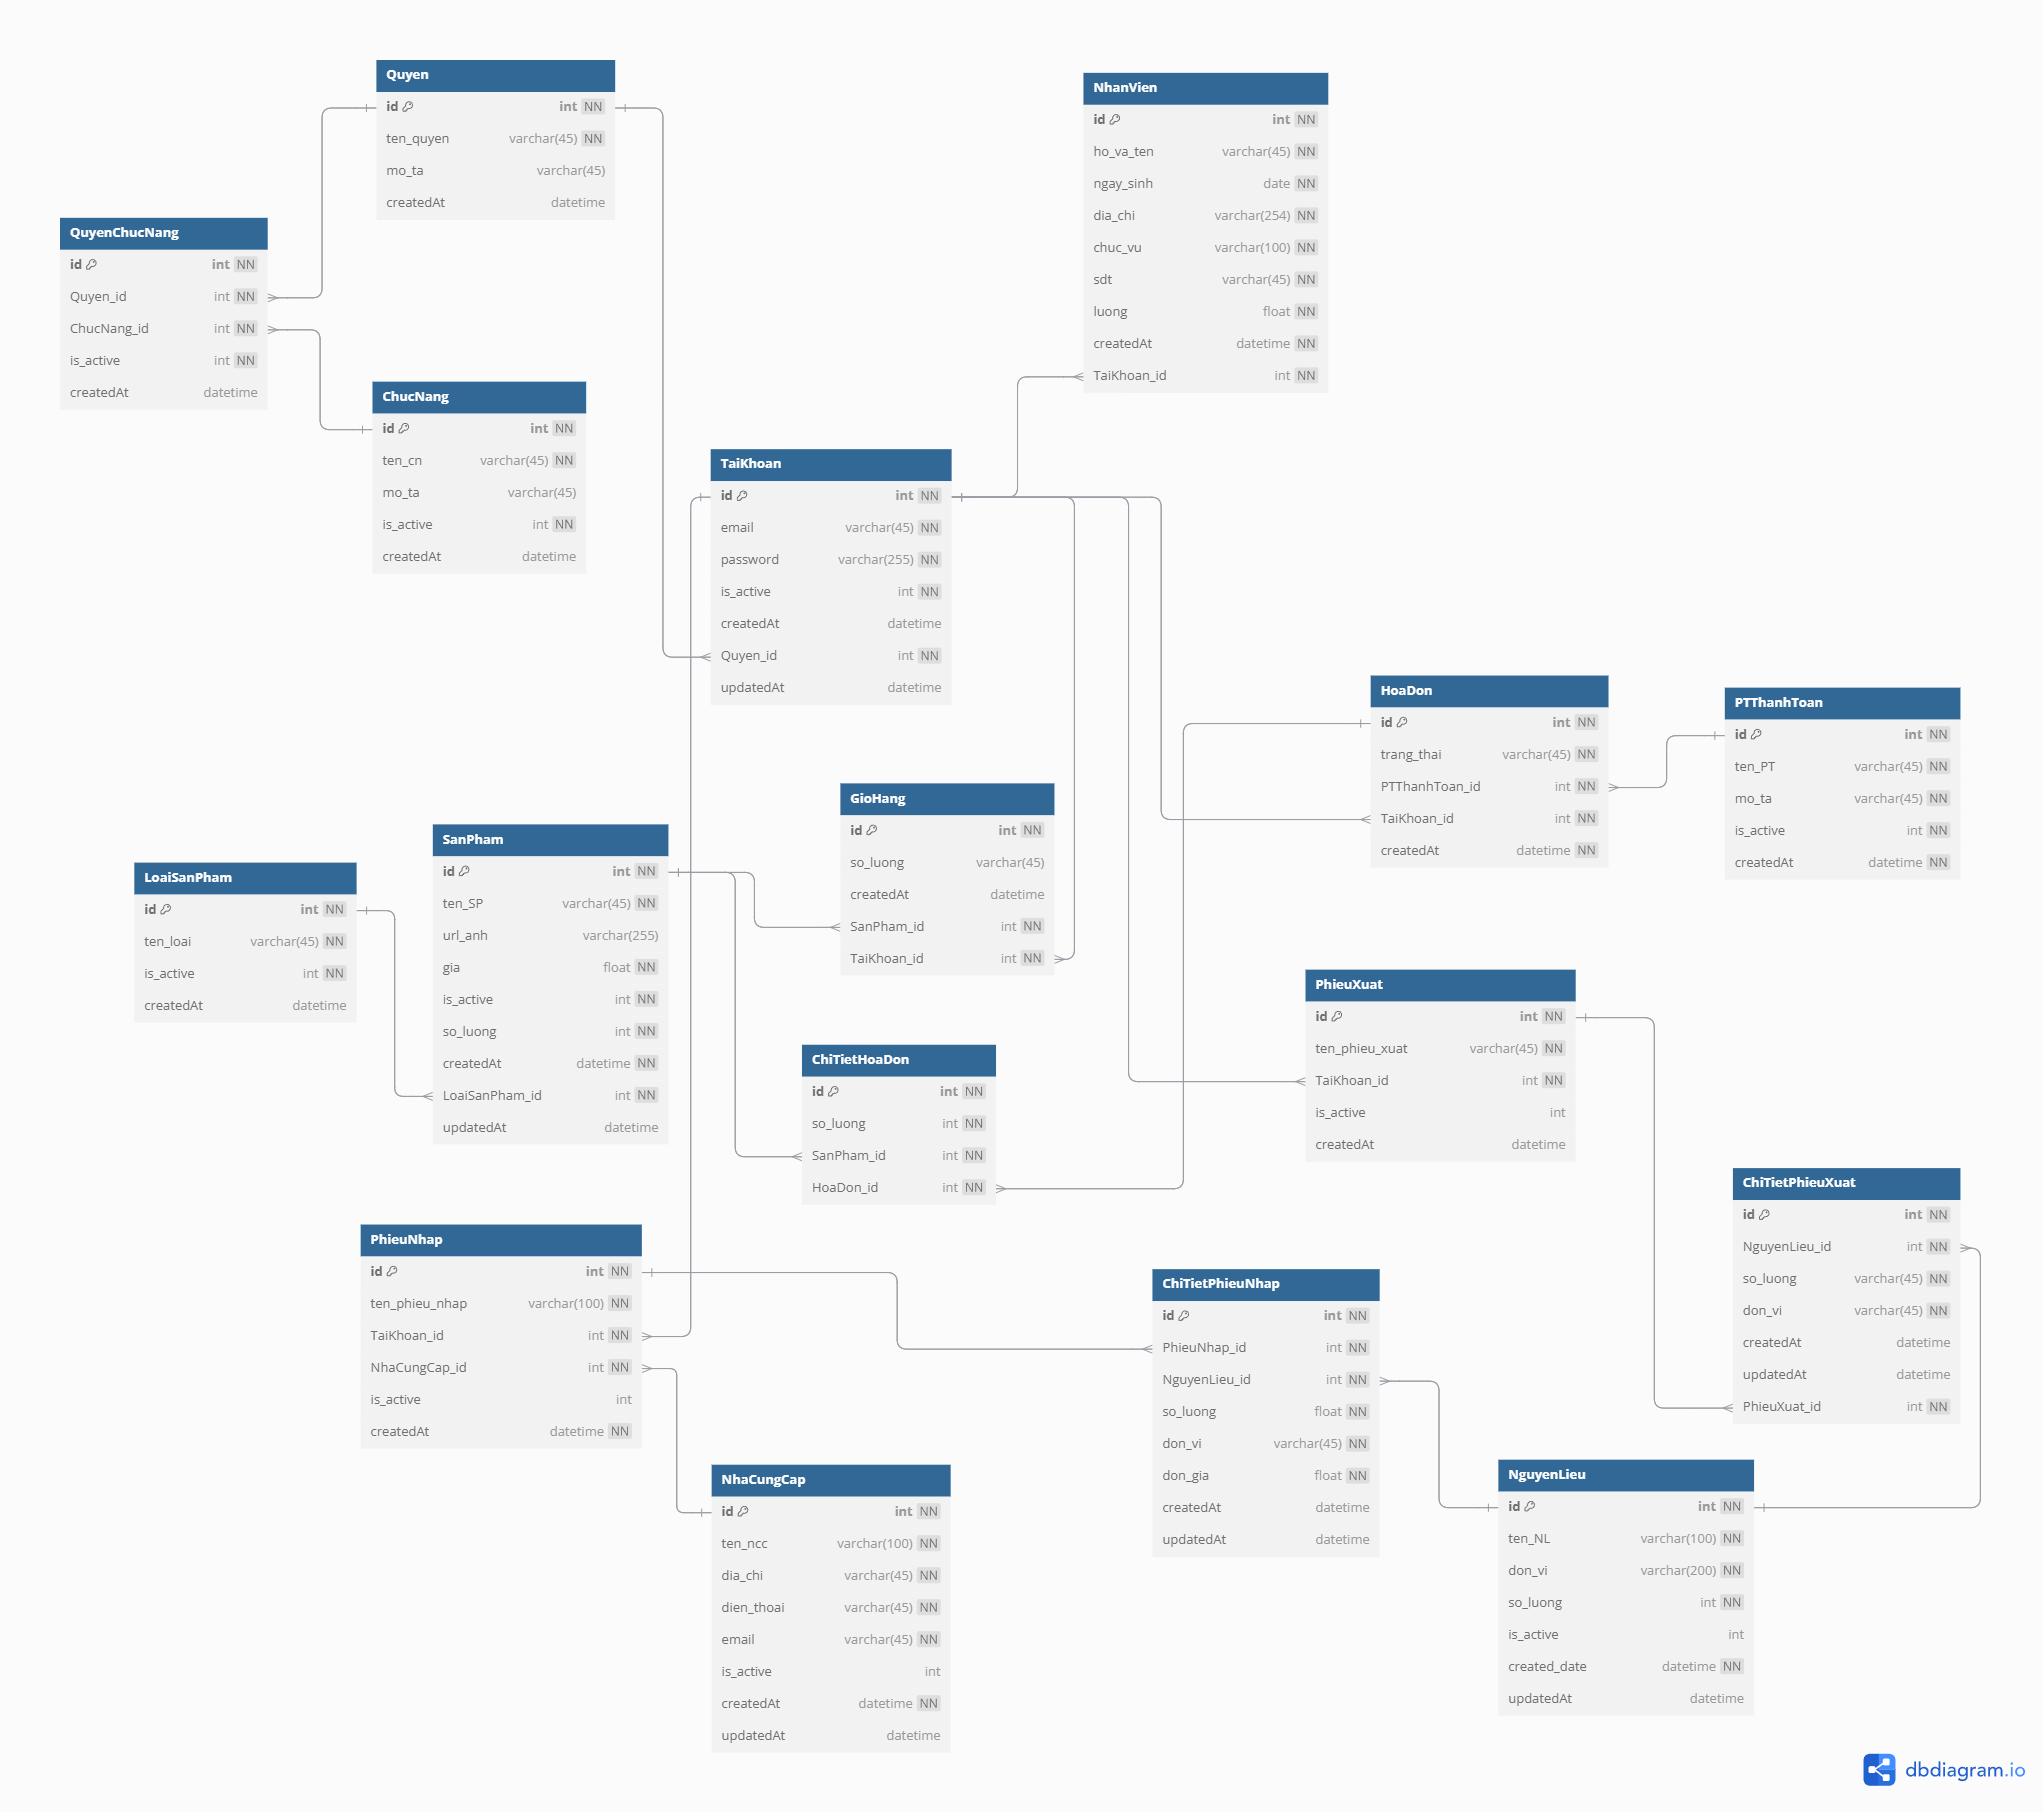 Quyen
id int NN
ten_quyen varchar(45) NN
mo_ta varchar(45)
createdAt datetime
NhanVien
id int NN
ho_va_ten varchar(45) NN
ngay_sinh date NN
dia_chi varchar(254) NN
chuc_vu varchar(100) NN
sdt varchar(45) NN
luong float NN
createdAt datetime NN
TaiKhoan_id int NN
QuyenChucNang
id int NN
Quyen_id int NN
ChucNang_id int NN
is_active int NN
createdAt datetime
ChucNang
id int NN
ten_cn varchar(45) NN
mo_ta varchar(45)
is_active int NN
createdAt datetime
TaiKhoan
id int NN
email varchar(45) NN
password varchar(255) NN
is_active int NN
createdAt datetime
Quyen_id int NN
updatedAt datetime
HoaDon
id int NN
trang_thai varchar(45) NN
PTThanhToan_id int NN
TaiKhoan_id int NN
createdAt datetime NN
PTThanhToan
id int NN
ten_PT varchar(45) NN
mo_ta varchar(45) NN
is_active int NN
createdAt datetime NN
GioHang
id int NN
so_luong varchar(45)
createdAt datetime
SanPham_id int NN
TaiKhoan_id int NN
SanPham
id int NN
ten_SP varchar(45) NN
url_anh varchar(255)
gia float NN
is_active int NN
so_luong int NN
createdAt datetime NN
LoaiSanPham_id int NN
updatedAt datetime
LoaiSanPham
id int NN
ten_loai varchar(45) NN
is_active int NN
createdAt datetime
PhieuXuat
id int NN
ten_phieu_xuat varchar(45) NN
TaiKhoan_id int NN
is_active int
createdAt datetime
ChiTietHoaDon
id int NN
so_luong int NN
SanPham_id int NN
HoaDon_id int NN
ChiTietPhieuXuat
id int NN
NguyenLieu_id int NN
so_luong varchar(45) NN
don_vi varchar(45) NN
createdAt datetime
updatedAt datetime
PhieuXuat_id int NN
PhieuNhap
id int NN
ten_phieu_nhap varchar(100) NN
TaiKhoan_id int NN
NhaCungCap_id int NN
is_active int
createdAt datetime NN
ChiTietPhieuNhap
id int NN
PhieuNhap_id int NN
NguyenLieu_id int NN
so_luong float NN
don_vi varchar(45) NN
don_gia float NN
createdAt datetime
updatedAt datetime
NhaCungCap
id int NN
ten_ncc varchar(100) NN
dia_chi varchar(45) NN
dien_thoai varchar(45) NN
email varchar(45) NN
is_active int
createdAt datetime NN
updatedAt datetime
NguyenLieu
id int NN
ten_NL varchar(100) NN
don_vi varchar(200) NN
so_luong int NN
is_active int
created_date datetime NN
updatedAt datetime
dbdiagram.io